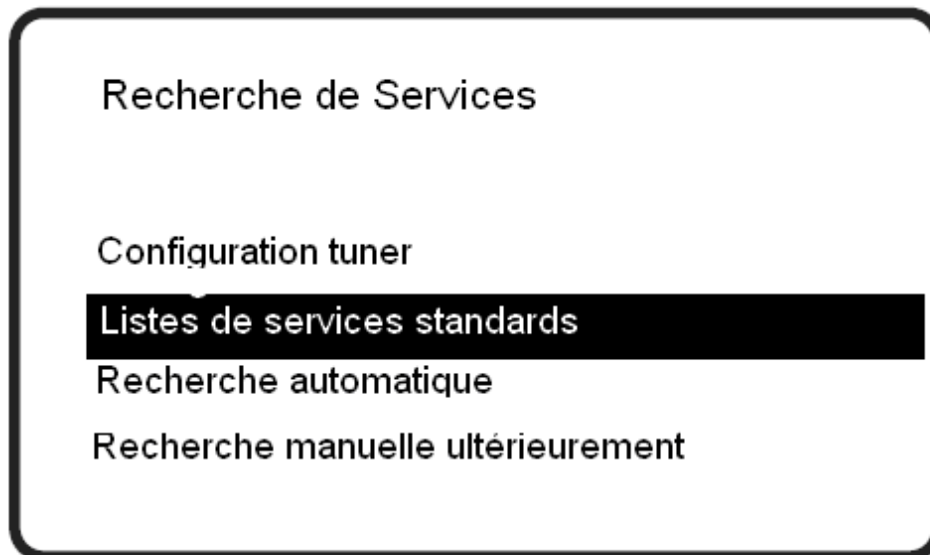 Recherche de Services
Configuration tuner
Listes de services standards
Recherche automatique
Recherche manuelle ultérieurement